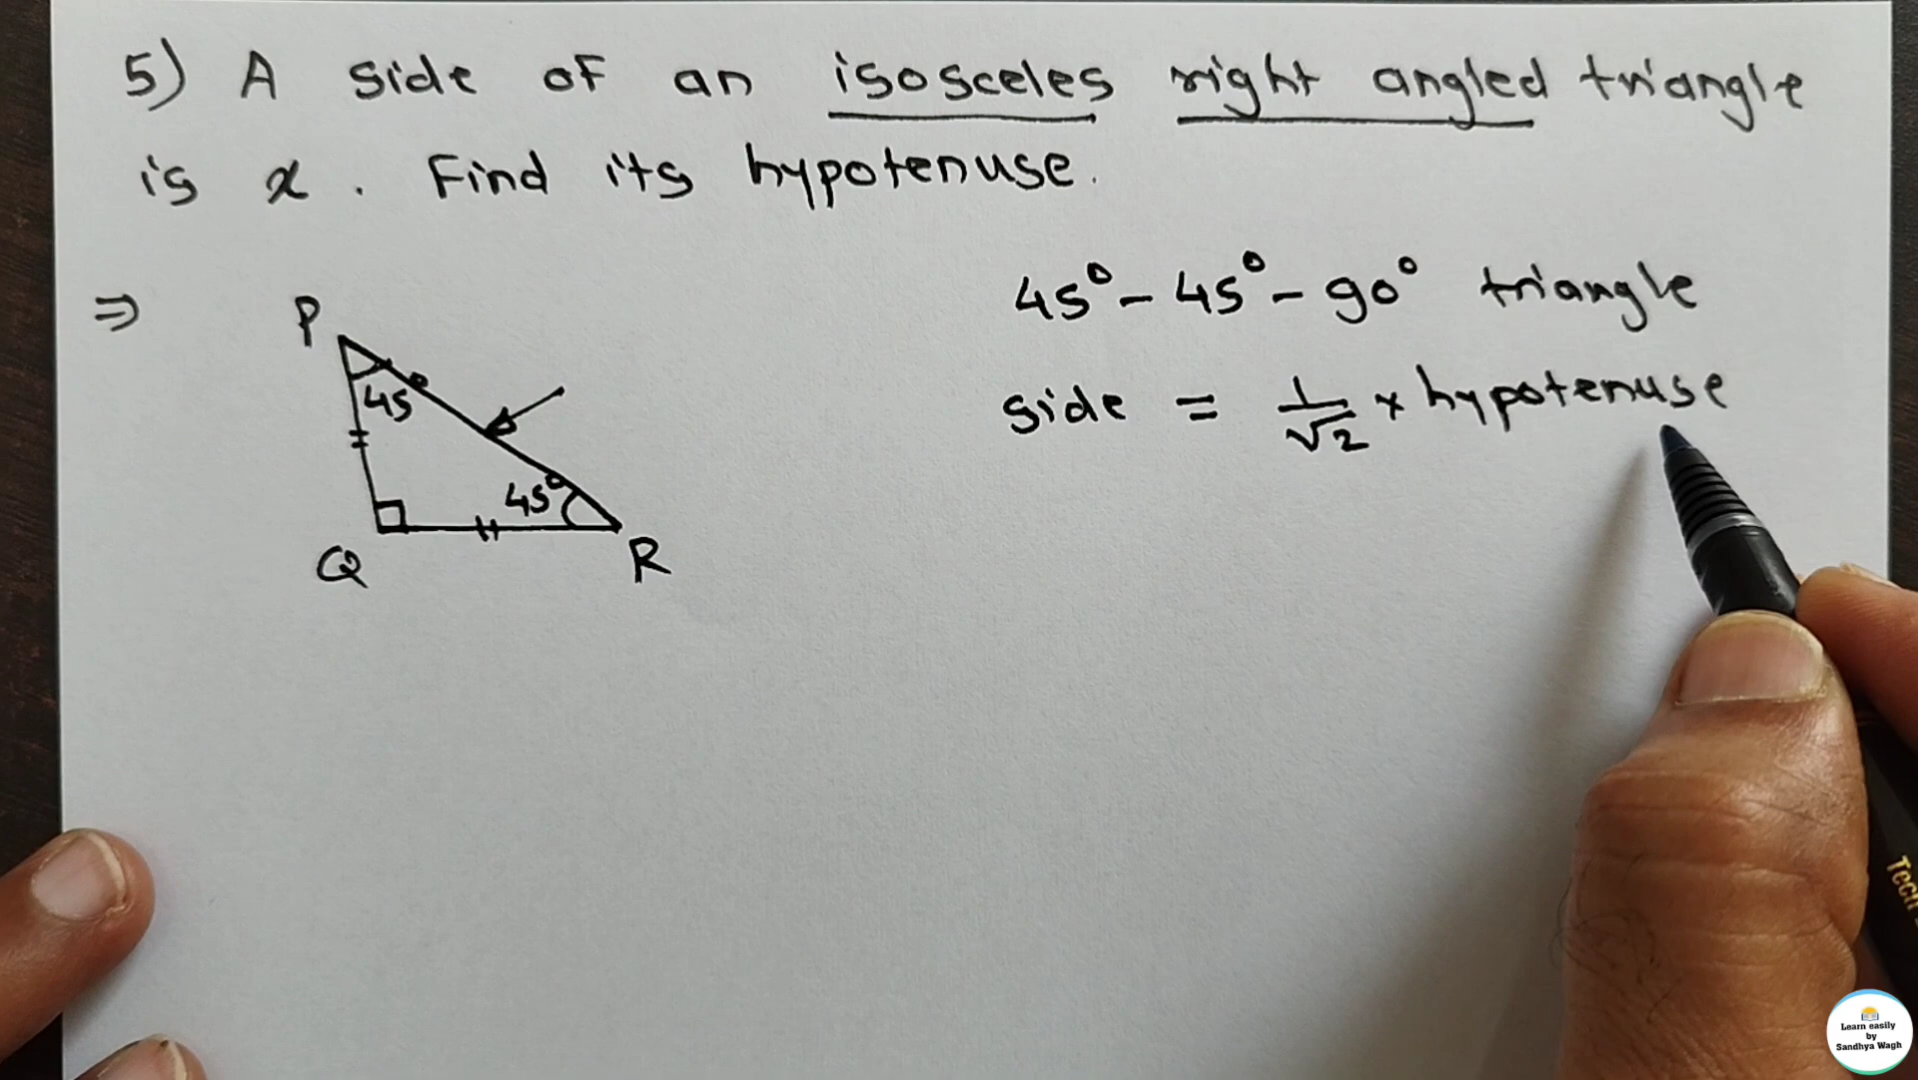 5) A side of an isosceles right angled triangle
is x. Find its hypotenuse.
⇒
P
45°
45°
Q
R
45° - 45° - 90° triangle
side = 1/√2 × hypotenuse
Learn easily
by
Sandhya Wagh